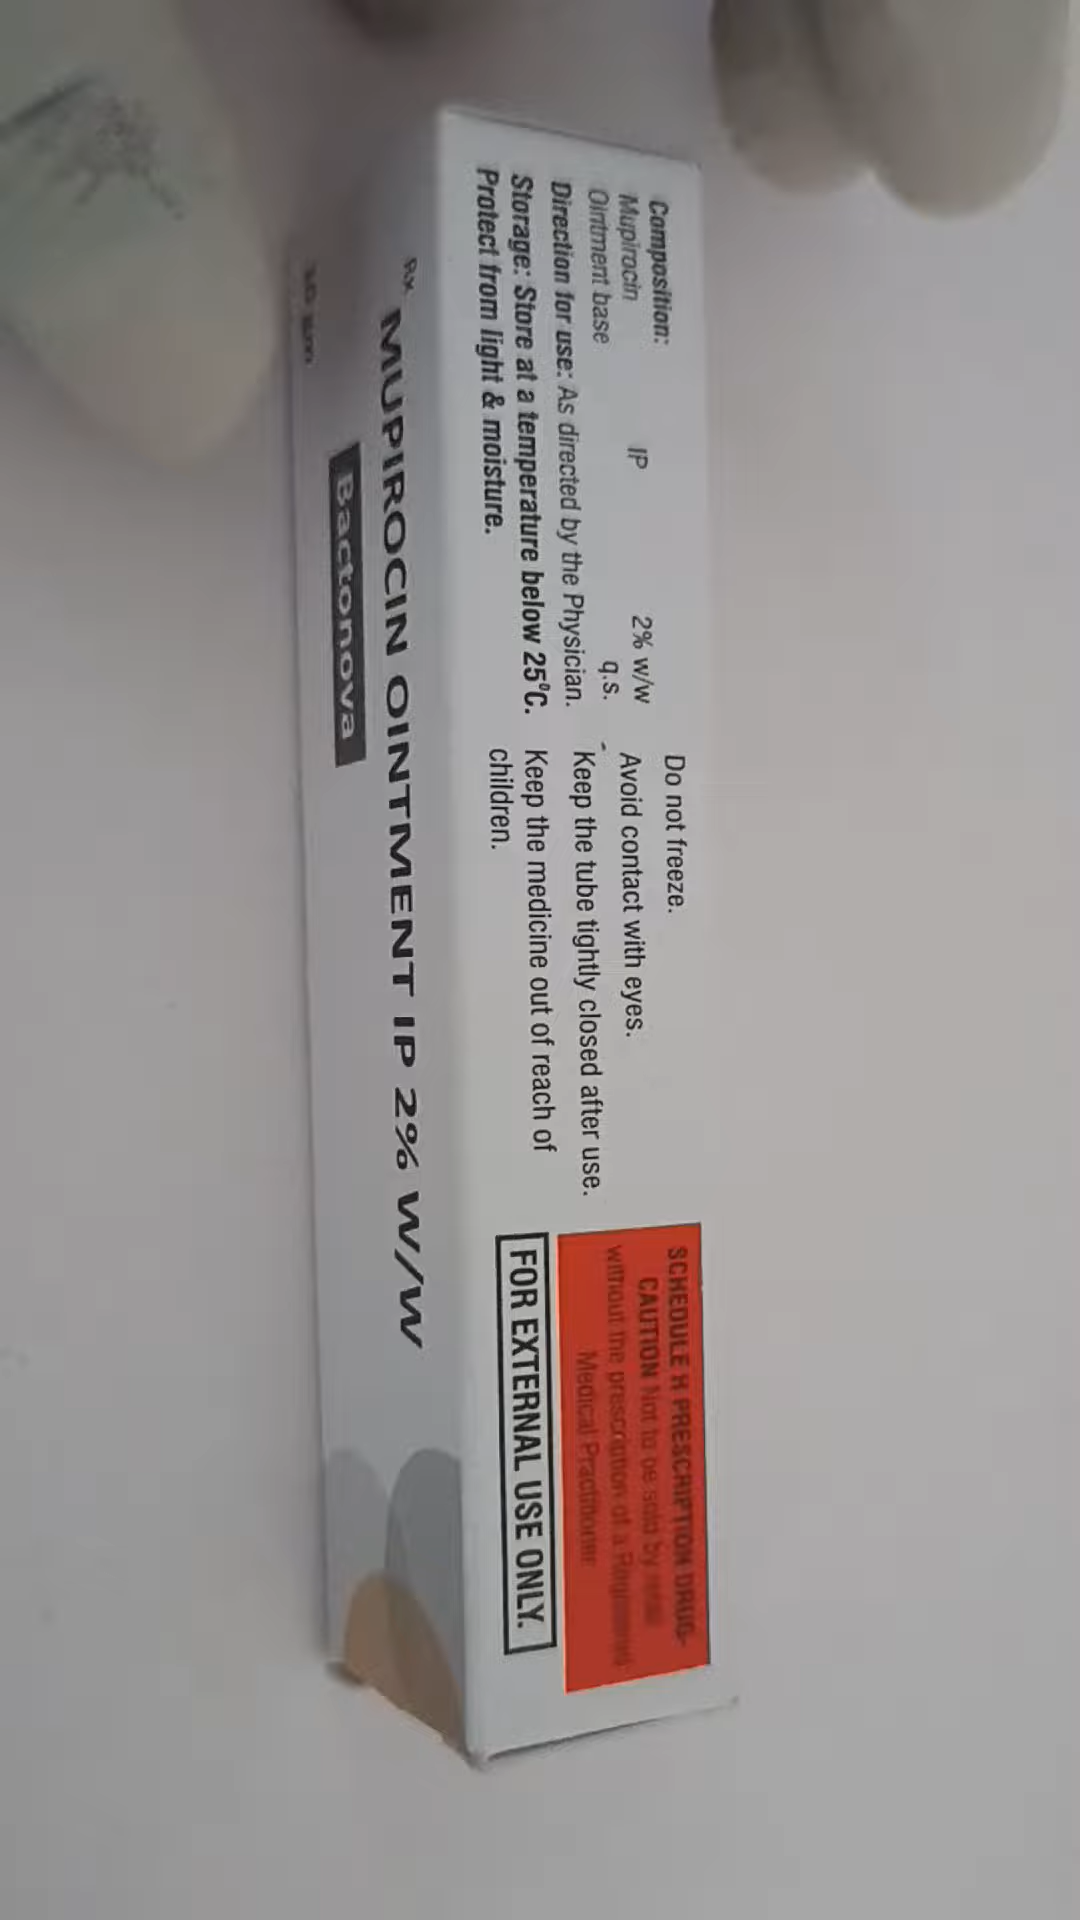 Composition:
Mupirocin IP 2% w/w
Ointment base q.s.
Direction for use: As directed by the Physician.
Storage: Store at a temperature below 25°C.
Protect from light & moisture.
Do not freeze.
Avoid contact with eyes.
Keep the tube tightly closed after use.
Keep the medicine out of reach of
children.
SCHEDULE H PRESCRIPTION DRUG-
CAUTION Not to be sold by retail
without the prescription of a Registered
Medical Practitioner
FOR EXTERNAL USE ONLY.
Rx
MUPIROCIN OINTMENT IP 2% W/W
Bactonova
10 gm